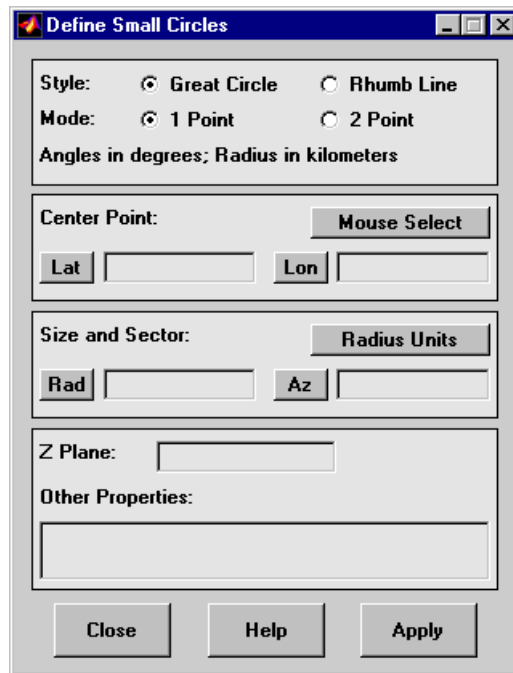 Define Small Circles
Style: Great Circle Rhumb Line
Mode: 1 Point 2 Point
Angles in degrees; Radius in kilometers
Center Point: Mouse Select
Lat Lon
Size and Sector: Radius Units
Rad Az
Z Plane:
Other Properties:
Close Help Apply